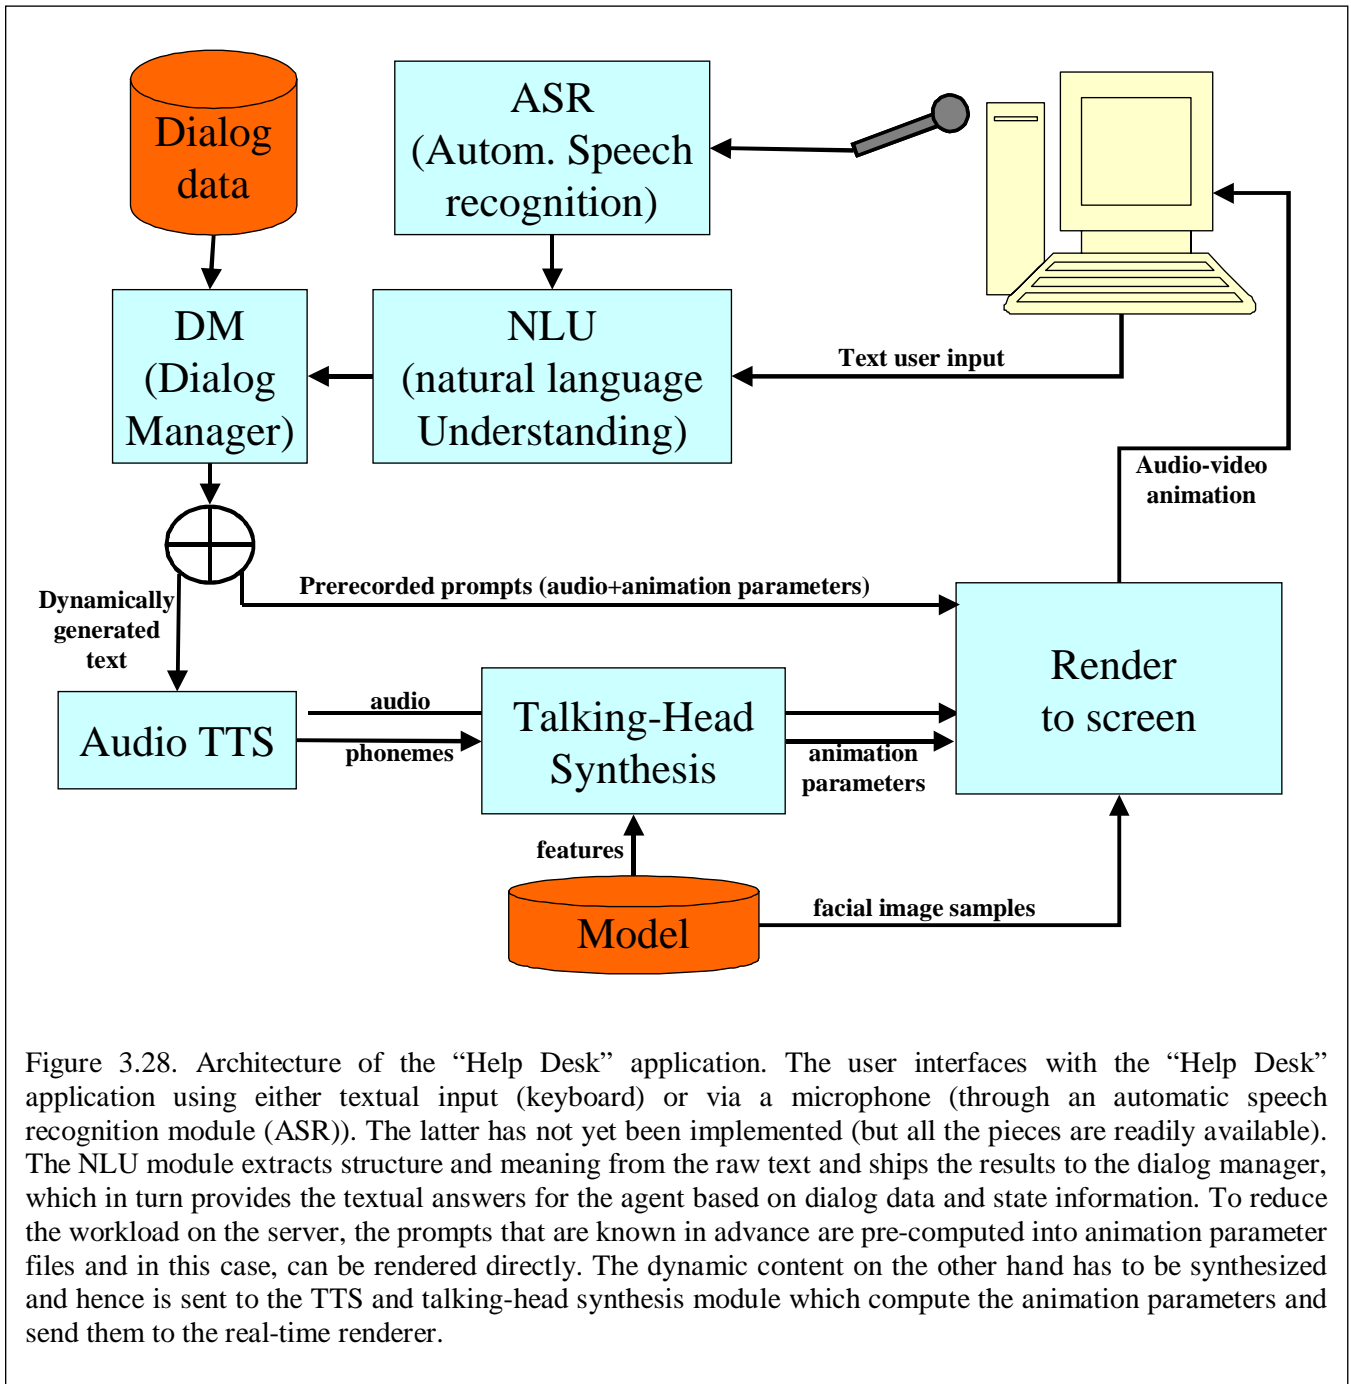 Dialog
data
ASR
(Autom. Speech
recognition)
DM
(Dialog
Manager)
NLU
(natural language
Understanding)
Text user input
Audio-video
animation
Prerecorded prompts (audio+animation parameters)
Dynamically
generated
text
Render
to screen
Audio TTS
audio
phonemes
Talking-Head
Synthesis
animation
parameters
features
Model
facial image samples
Figure 3.28. Architecture of the “Help Desk” application. The user interfaces with the “Help Desk”
application using either textual input (keyboard) or via a microphone (through an automatic speech
recognition module (ASR)). The latter has not yet been implemented (but all the pieces are readily available).
The NLU module extracts structure and meaning from the raw text and ships the results to the dialog manager,
which in turn provides the textual answers for the agent based on dialog data and state information. To reduce
the workload on the server, the prompts that are known in advance are pre-computed into animation parameter
files and in this case, can be rendered directly. The dynamic content on the other hand has to be synthesized
and hence is sent to the TTS and talking-head synthesis module which compute the animation parameters and
send them to the real-time renderer.